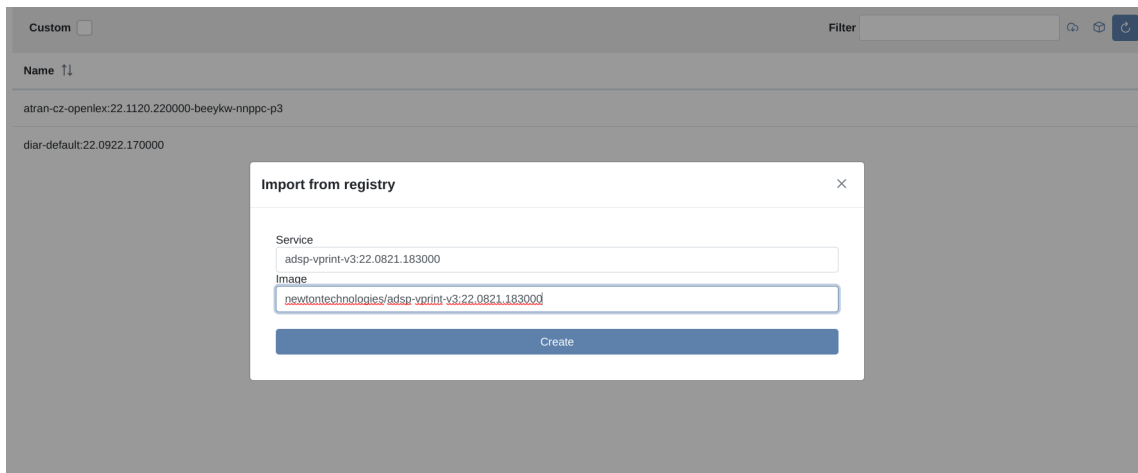 Custom Filter
Name
atran-cz-openlex:22.1120.220000-beeykw-nnppc-p3
diar-default:22.0922.170000
Import from registry
Service
adsp-vprint-v3:22.0821.183000
Image
newtontechnologies/adsp-vprint-v3:22.0821.183000
Create